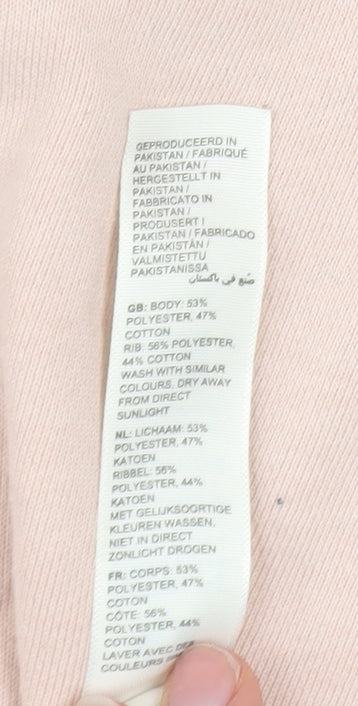 GEPRODUCEERD IN
PAKISTAN / FABRIQUÉ
AU PAKISTAN /
HERGESTELLT IN
PAKISTAN /
FABBRICATO IN
PAKISTAN /
PRODUSERT I
PAKISTAN / FABRICADO
EN PAKISTÁN /
VALMISTETTU
PAKISTANISSA
صنع في باكستان
GB: BODY: 53%
POLYESTER, 47%
COTTON
RIB: 56% POLYESTER,
44% COTTON
WASH WITH SIMILAR
COLOURS, DRY AWAY
FROM DIRECT
SUNLIGHT
NL: LICHAAM: 53%
POLYESTER, 47%
KATOEN
RIBBEL: 56%
POLYESTER, 44%
KATOEN
MET GELIJKSOORTIGE
KLEUREN WASSEN,
NIET IN DIRECT
ZONLICHT DROGEN
FR: CORPS: 53%
POLYESTER, 47%
COTON
CÔTE: 56%
POLYESTER, 44%
COTON
LAVER AVEC DES
COULEURS